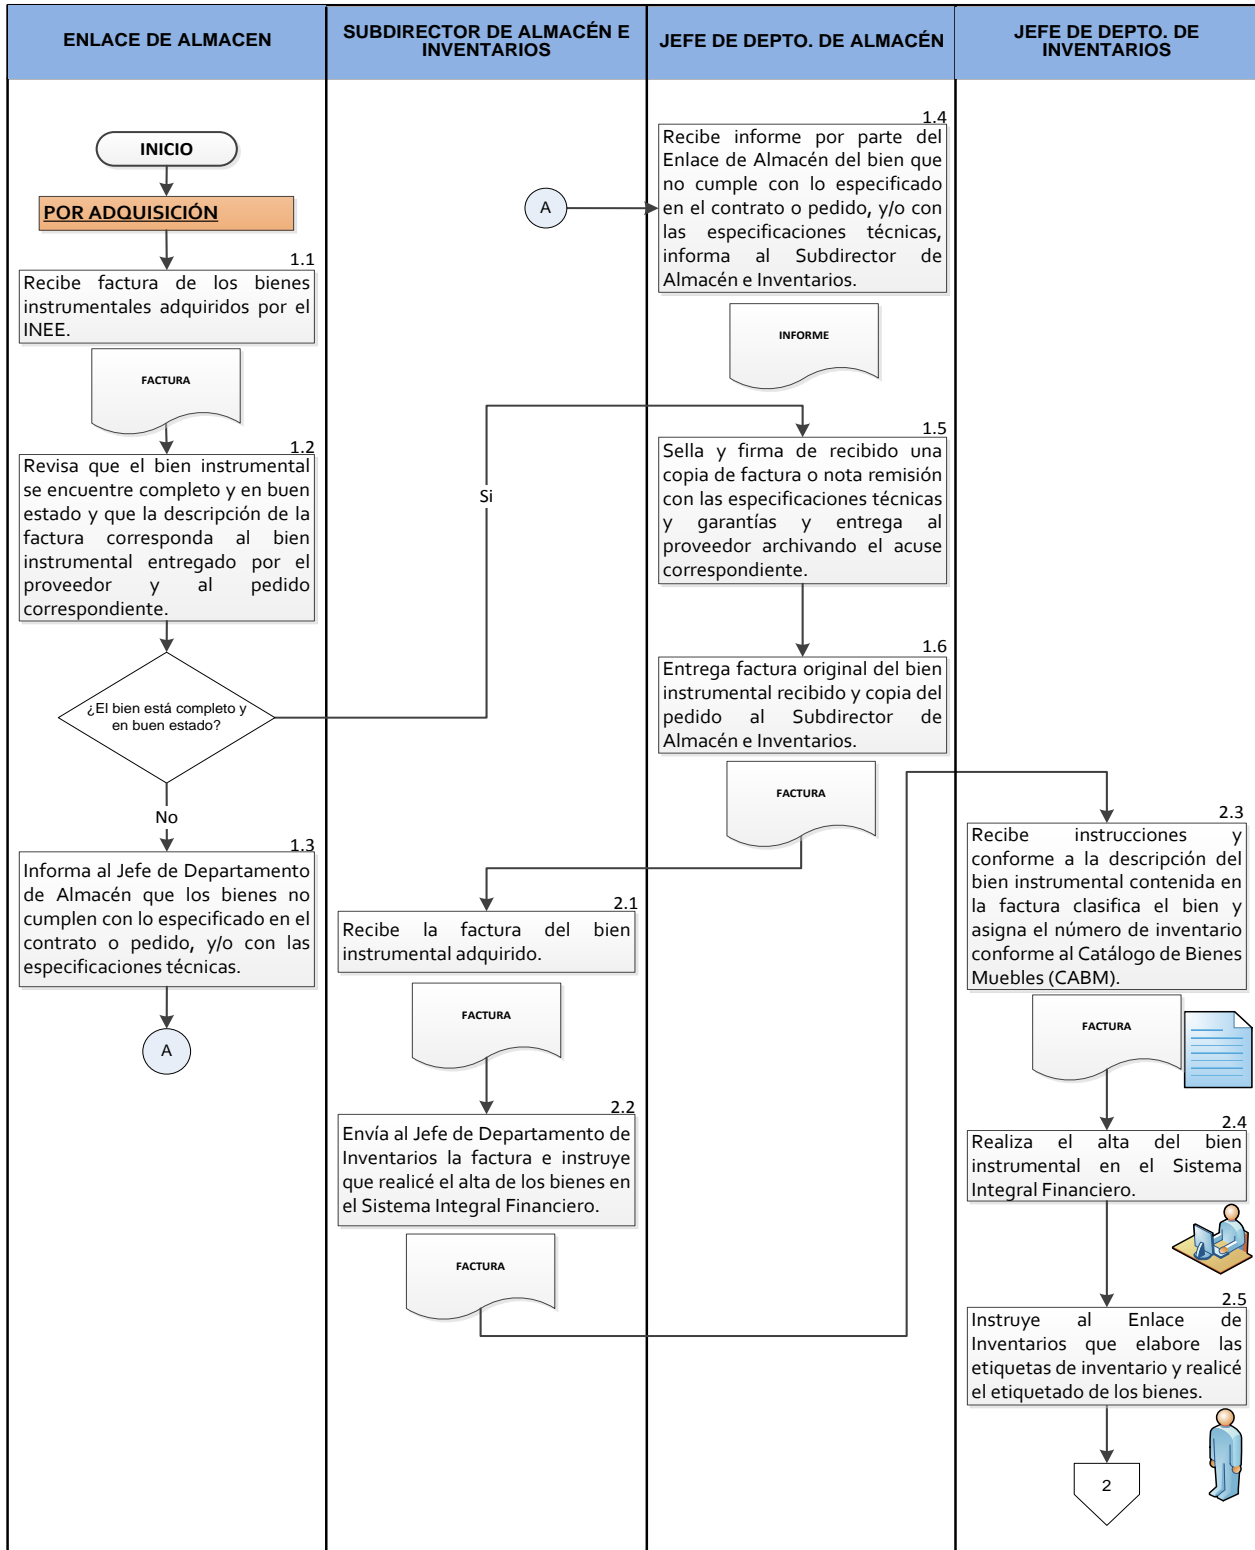 ENLACE DE ALMACEN
SUBDIRECTOR DE ALMACÉN E
INVENTARIOS
JEFE DE DEPTO. DE ALMACÉN
JEFE DE DEPTO. DE
INVENTARIOS
INICIO
POR ADQUISICIÓN
1.1
Recibe factura de los bienes
instrumentales adquiridos por el
INEE.
FACTURA
1.2
Revisa que el bien instrumental
se encuentre completo y en buen
estado y que la descripción de la
factura corresponda al bien
instrumental entregado por el
proveedor y al pedido
correspondiente.
¿El bien está completo y
en buen estado?
Si
No
1.3
Informa al Jefe de Departamento
de Almacén que los bienes no
cumplen con lo especificado en el
contrato o pedido, y/o con las
especificaciones técnicas.
A
A
1.4
Recibe informe por parte del
Enlace de Almacén del bien que
no cumple con lo especificado
en el contrato o pedido, y/o con
las especificaciones técnicas,
informa al Subdirector de
Almacén e Inventarios.
INFORME
1.5
Sella y firma de recibido una
copia de factura o nota remisión
con las especificaciones técnicas
y garantías y entrega al
proveedor archivando el acuse
correspondiente.
1.6
Entrega factura original del bien
instrumental recibido y copia del
pedido al Subdirector de
Almacén e Inventarios.
FACTURA
2.1
Recibe la factura del bien
instrumental adquirido.
FACTURA
2.2
Envía al Jefe de Departamento de
Inventarios la factura e instruye
que realicé el alta de los bienes en
el Sistema Integral Financiero.
FACTURA
2.3
Recibe instrucciones y
conforme a la descripción del
bien instrumental contenida en
la factura clasifica el bien y
asigna el número de inventario
conforme al Catálogo de Bienes
Muebles (CABM).
FACTURA
2.4
Realiza el alta del bien
instrumental en el Sistema
Integral Financiero.
2.5
Instruye al Enlace de
Inventarios que elabore las
etiquetas de inventario y realicé
el etiquetado de los bienes.
2